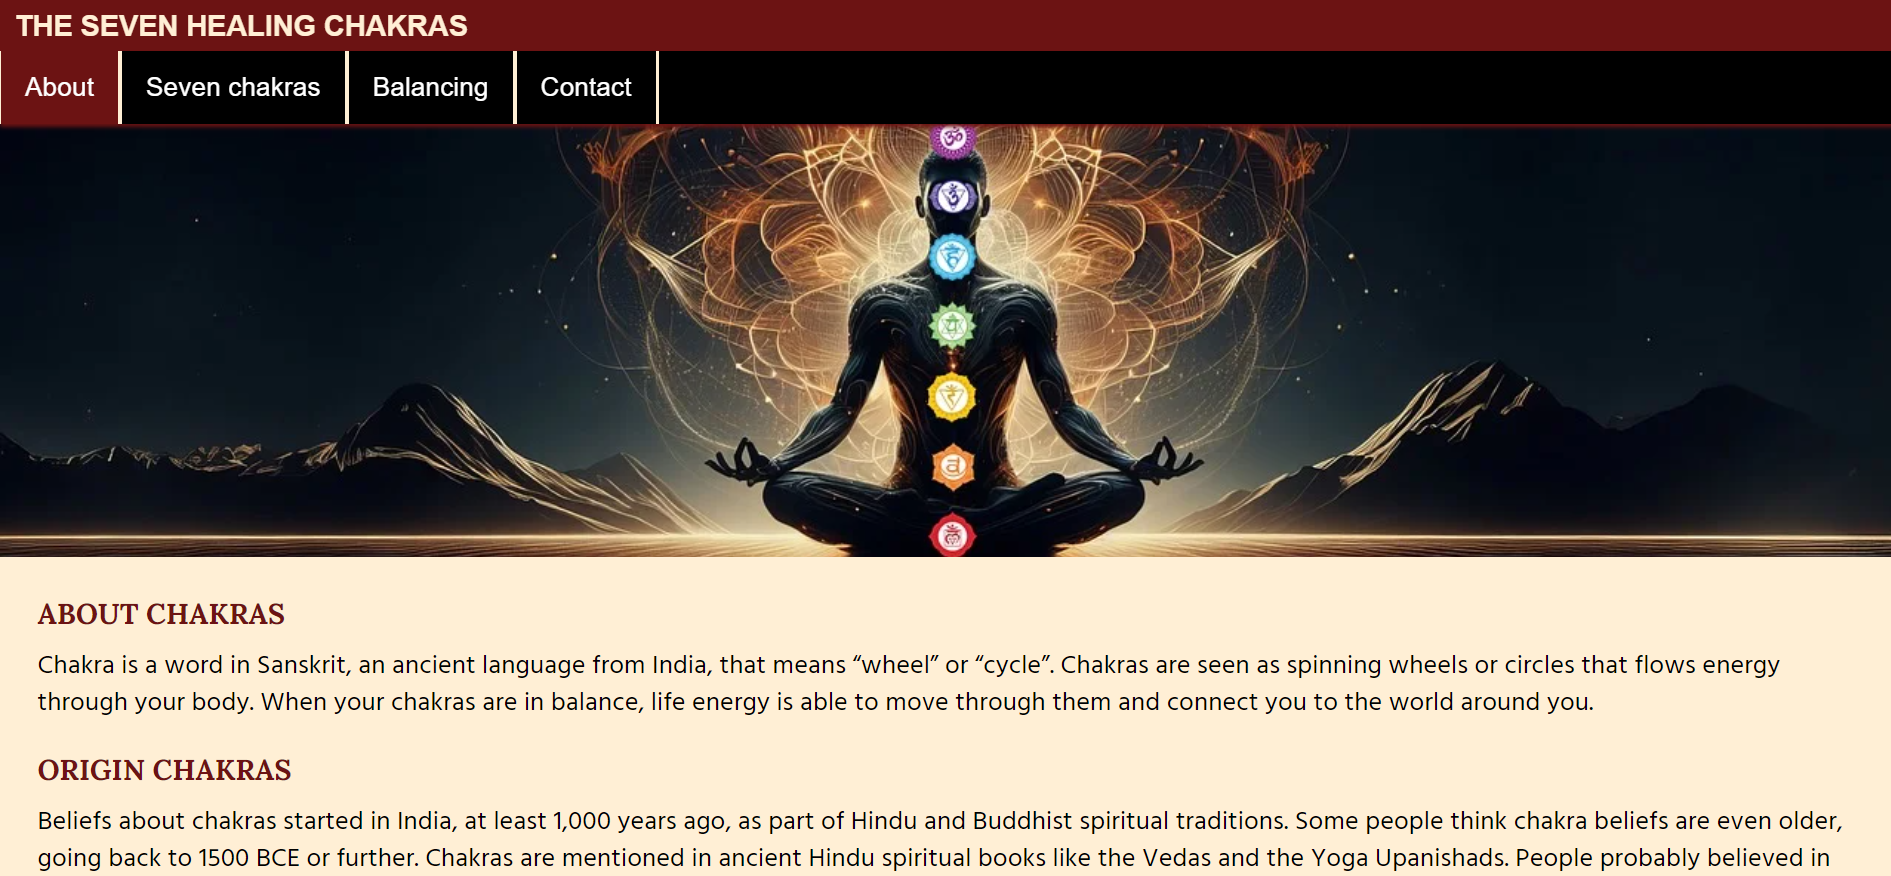 THE SEVEN HEALING CHAKRAS
About
Seven chakras
Balancing
Contact
ॐ
ABOUT CHAKRAS
Chakra is a word in Sanskrit, an ancient language from India, that means “wheel” or “cycle”. Chakras are seen as spinning wheels or circles that flows energy
through your body. When your chakras are in balance, life energy is able to move through them and connect you to the world around you.
ORIGIN CHAKRAS
Beliefs about chakras started in India, at least 1,000 years ago, as part of Hindu and Buddhist spiritual traditions. Some people think chakra beliefs are even older,
going back to 1500 BCE or further. Chakras are mentioned in ancient Hindu spiritual books like the Vedas and the Yoga Upanishads. People probably believed in